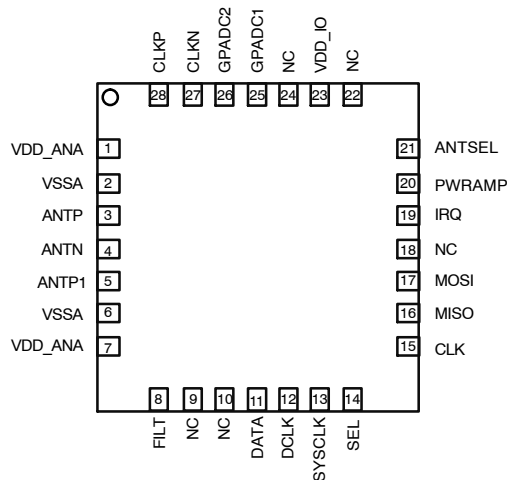 CLKP
CLKN
GPADC2
GPADC1
NC
VDD_IO
NC
28
27
26
25
24
23
22
VDD_ANA 1
VSSA 2
ANTP 3
ANTN 4
ANTP1 5
VSSA 6
VDD_ANA 7
21 ANTSEL
20 PWRAMP
19 IRQ
18 NC
17 MOSI
16 MISO
15 CLK
8
9
10
11
12
13
14
FILT
NC
NC
DATA
DCLK
SYSCLK
SEL